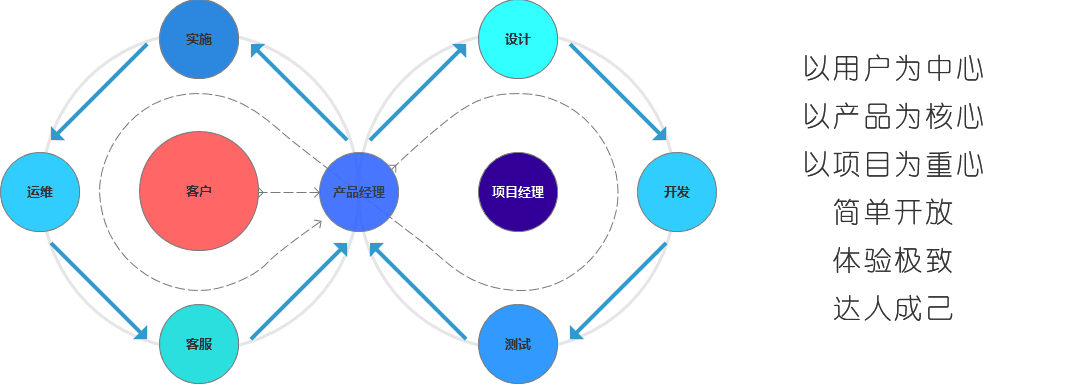 实施
设计
运维
客户
产品经理
项目经理
开发
客服
测试
以用户为中心
以产品为核心
以项目为重心
简单开放
体验极致
达人成己